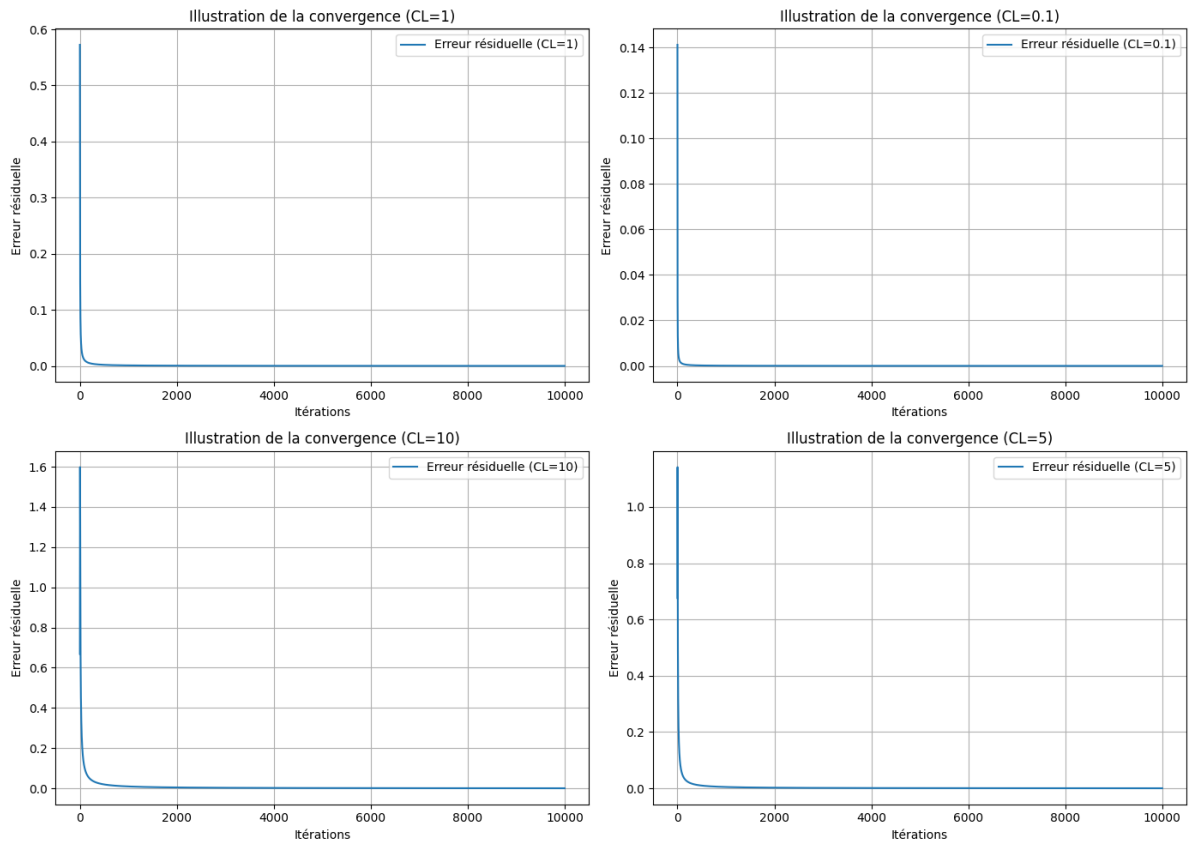 Illustration de la convergence (CL=1)
Erreur résiduelle (CL=1)
Erreur résiduelle
0.6
0.5
0.4
0.3
0.2
0.1
0.0
0 2000 4000 6000 8000 10000
Itérations
Illustration de la convergence (CL=0.1)
Erreur résiduelle (CL=0.1)
Erreur résiduelle
0.14
0.12
0.10
0.08
0.06
0.04
0.02
0.00
0 2000 4000 6000 8000 10000
Itérations
Illustration de la convergence (CL=10)
Erreur résiduelle (CL=10)
Erreur résiduelle
1.6
1.4
1.2
1.0
0.8
0.6
0.4
0.2
0.0
0 2000 4000 6000 8000 10000
Itérations
Illustration de la convergence (CL=5)
Erreur résiduelle (CL=5)
Erreur résiduelle
1.0
0.8
0.6
0.4
0.2
0.0
0 2000 4000 6000 8000 10000
Itérations